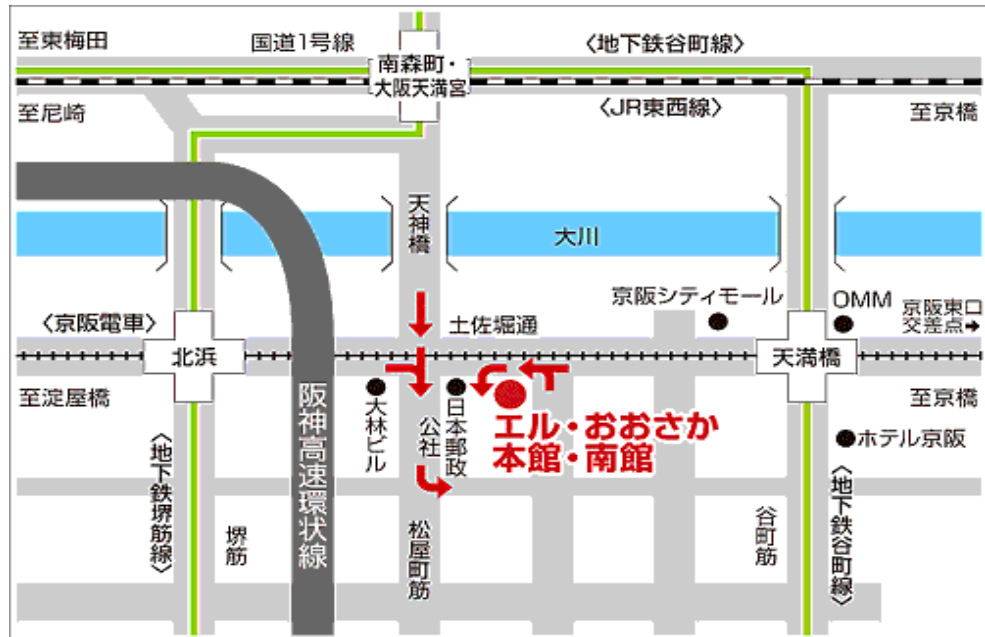 至東梅田
国道1号線
〈地下鉄谷町線〉
南森町・
大阪天満宮
至尼崎
〈JR東西線〉
至京橋
天神橋
大川
京阪シティモール
OMM
京阪東口
交差点➜
〈京阪電車〉
土佐堀通
北浜
天満橋
至淀屋橋
至京橋
阪神高速環状線
大林ビル
日本郵政
公社
エル・おおさか
本館・南館
ホテル京阪
〈地下鉄堺筋線〉
堺筋
松屋町筋
谷町筋
〈地下鉄谷町線〉